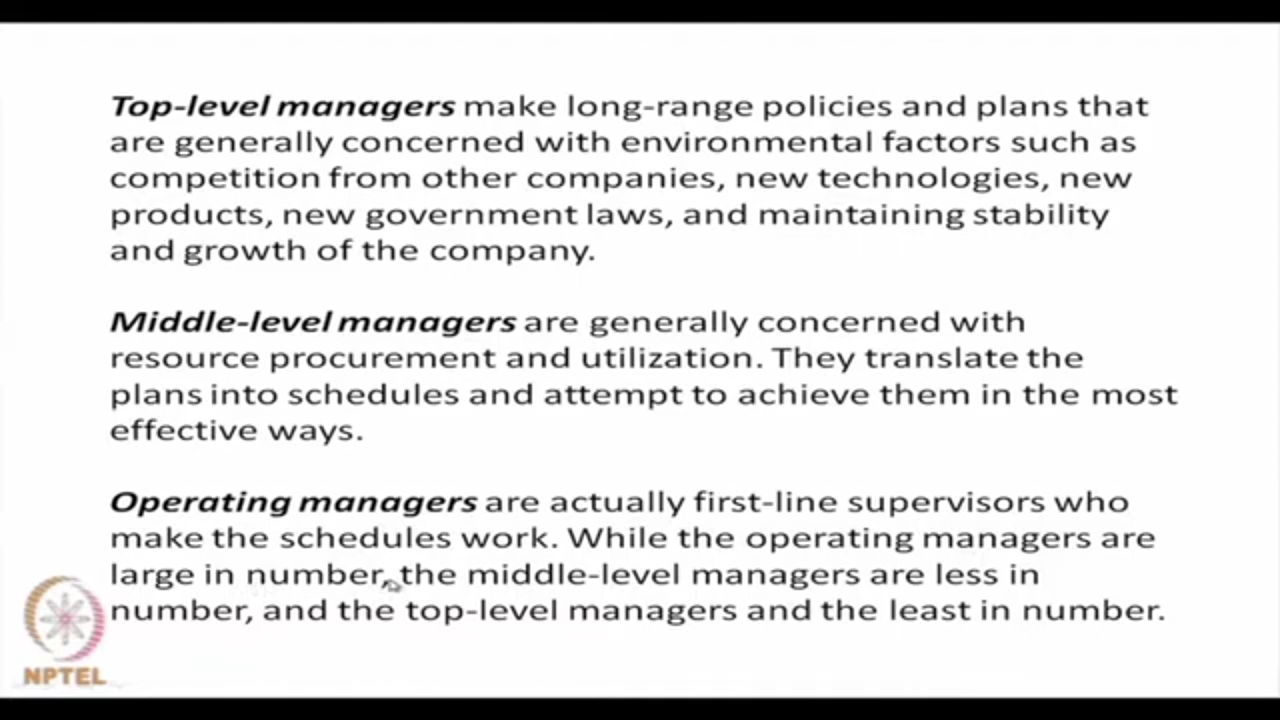 Top-level managers make long-range policies and plans that
are generally concerned with environmental factors such as
competition from other companies, new technologies, new
products, new government laws, and maintaining stability
and growth of the company.
Middle-level managers are generally concerned with
resource procurement and utilization. They translate the
plans into schedules and attempt to achieve them in the most
effective ways.
Operating managers are actually first-line supervisors who
make the schedules work. While the operating managers are
large in number, the middle-level managers are less in
number, and the top-level managers and the least in number.
NPTEL